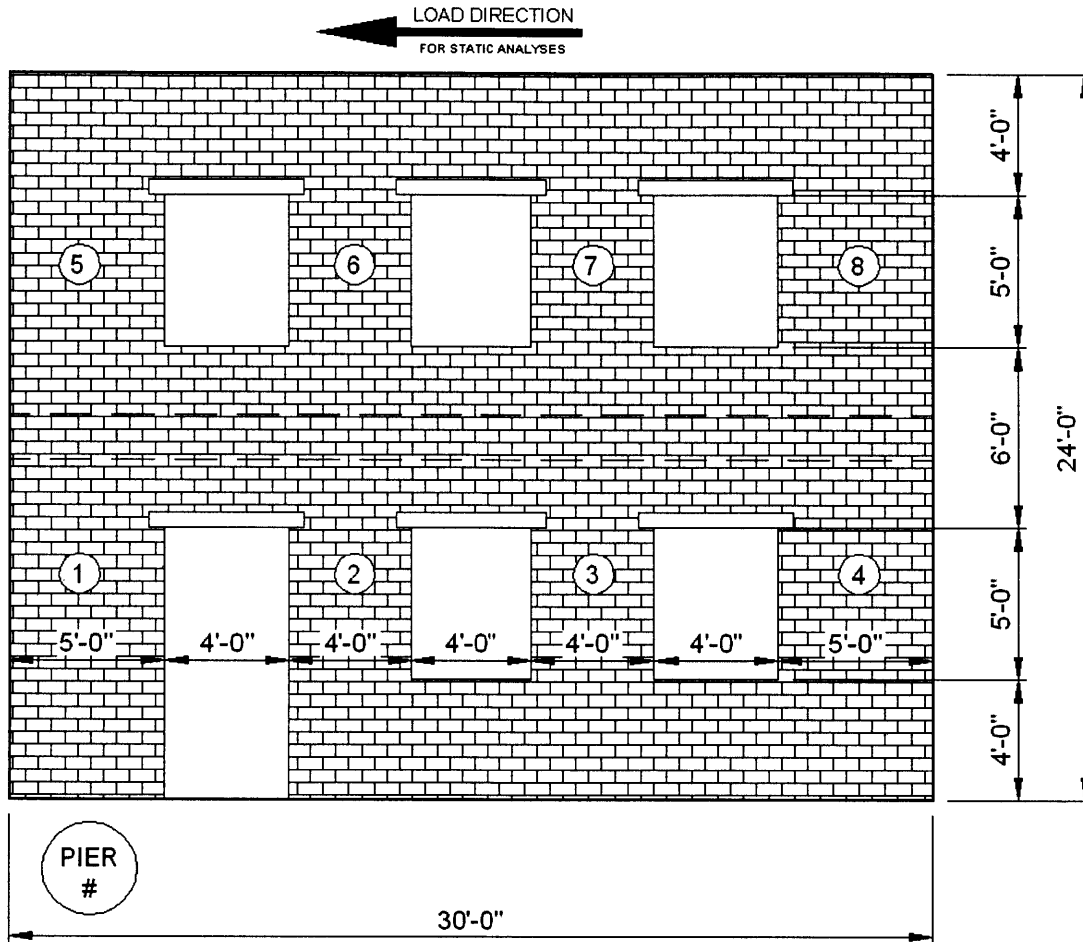 LOAD DIRECTION
FOR STATIC ANALYSES
4'-0"
5 6 7 8
5'-0"
6'-0"
24'-0"
1 2 3 4
5'-0"
5'-0" 4'-0" 4'-0" 4'-0" 4'-0" 4'-0" 5'-0"
4'-0"
PIER
#
30'-0"